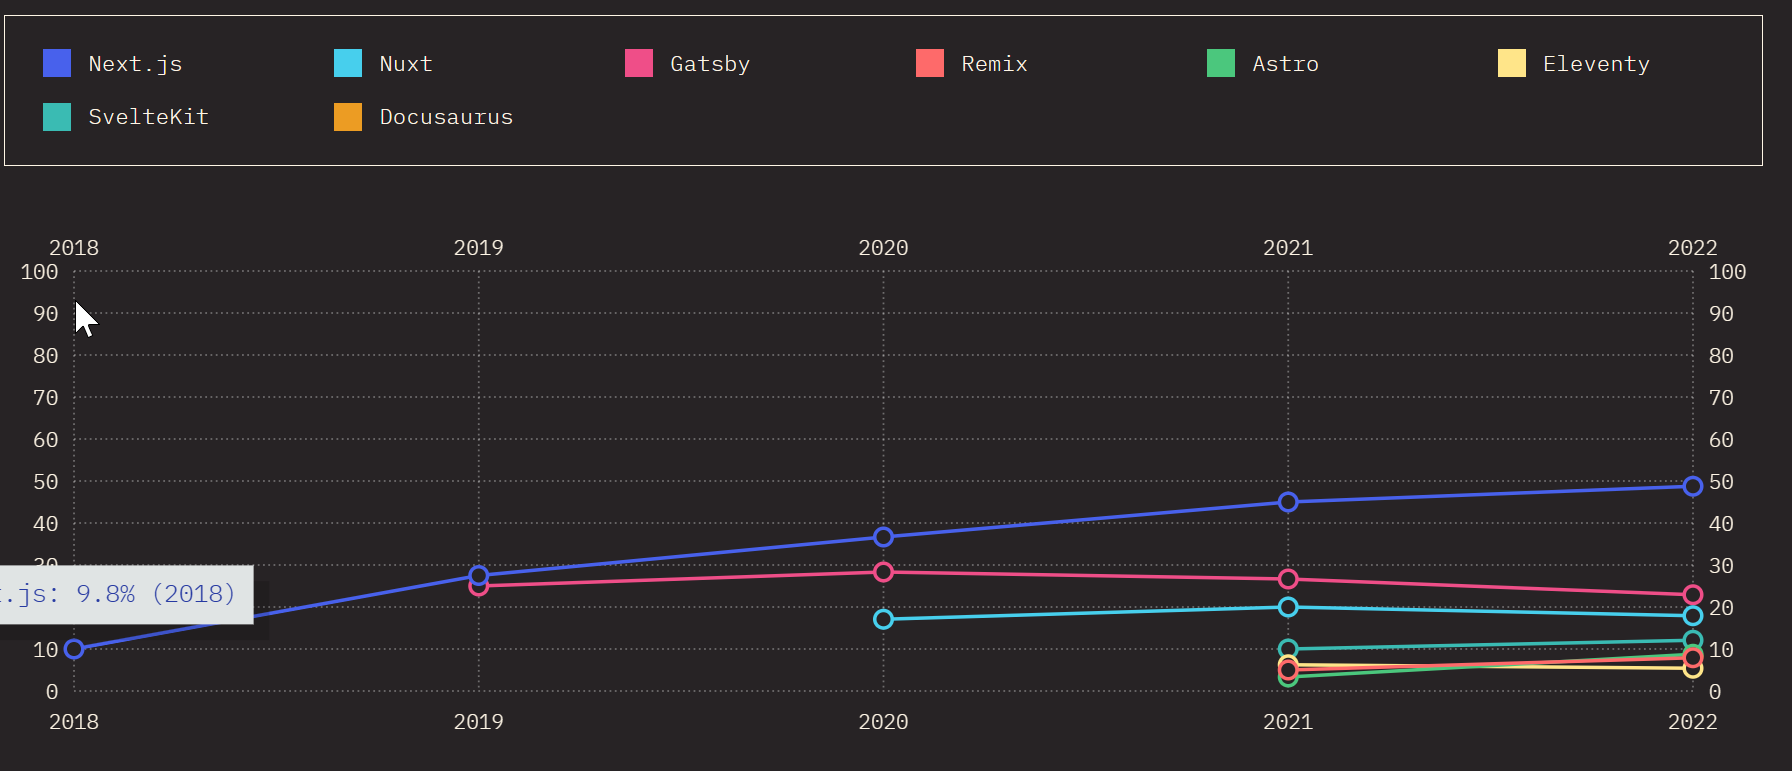 Next.js Nuxt Gatsby Remix Astro Eleventy
SvelteKit Docusaurus
2018 2019 2020 2021 2022
100 100
90 90
80 80
70 70
60 60
50 50
40 40
30 30
t.js: 9.8% (2018)
20
10 10
0 0
2018 2019 2020 2021 2022